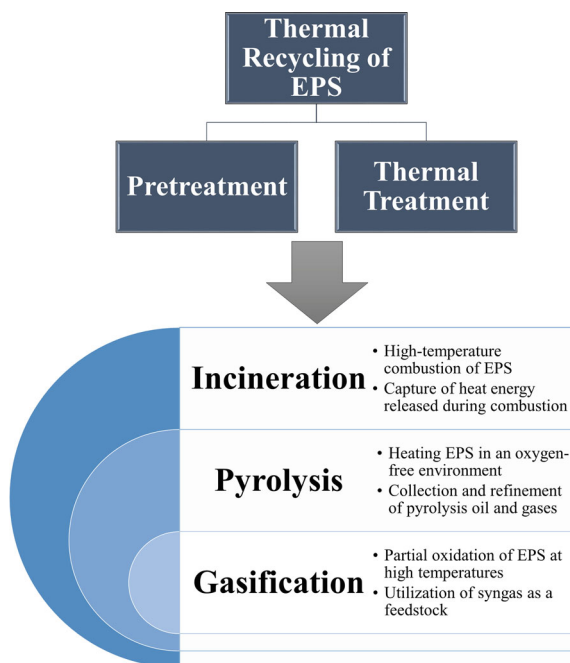 Thermal
Recycling of
EPS
Pretreatment
Thermal
Treatment
Incineration
• High-temperature
combustion of EPS
• Capture of heat energy
released during combustion
Pyrolysis
• Heating EPS in an oxygen-
free environment
• Collection and refinement
of pyrolysis oil and gases
Gasification
• Partial oxidation of EPS at
high temperatures
• Utilization of syngas as a
feedstock